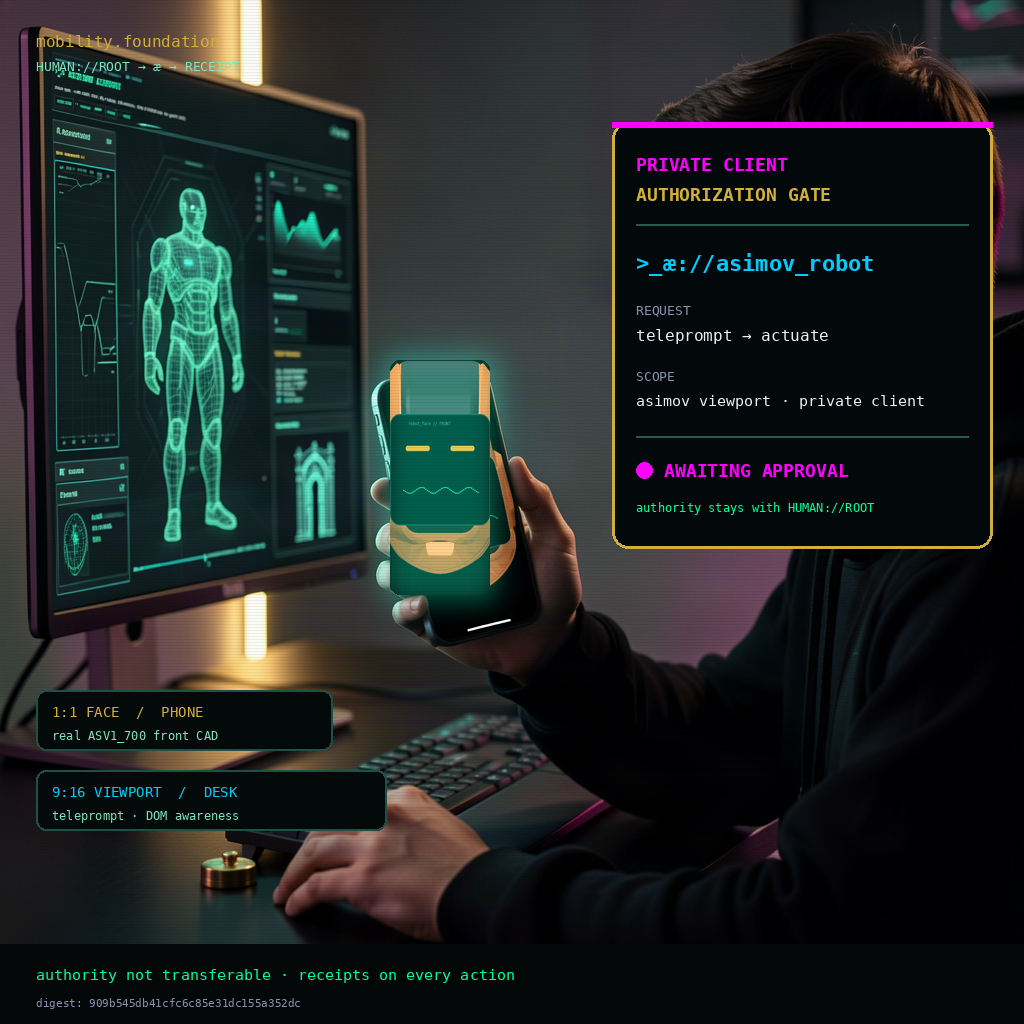 mobility.foundation
HUMAN://ROOT → æ → RECEIPT
PRIVATE CLIENT
AUTHORIZATION GATE
>_æ://asimov_robot
REQUEST
teleprompt → actuate
SCOPE
asimov viewport · private client
AWAITING APPROVAL
authority stays with HUMAN://ROOT
robot_face // FRONT
1:1 FACE / PHONE
real ASV1_700 front CAD
9:16 VIEWPORT / DESK
teleprompt · DOM awareness
authority not transferable · receipts on every action
digest: 909b545db41cfc6c85e31dc155a352dc